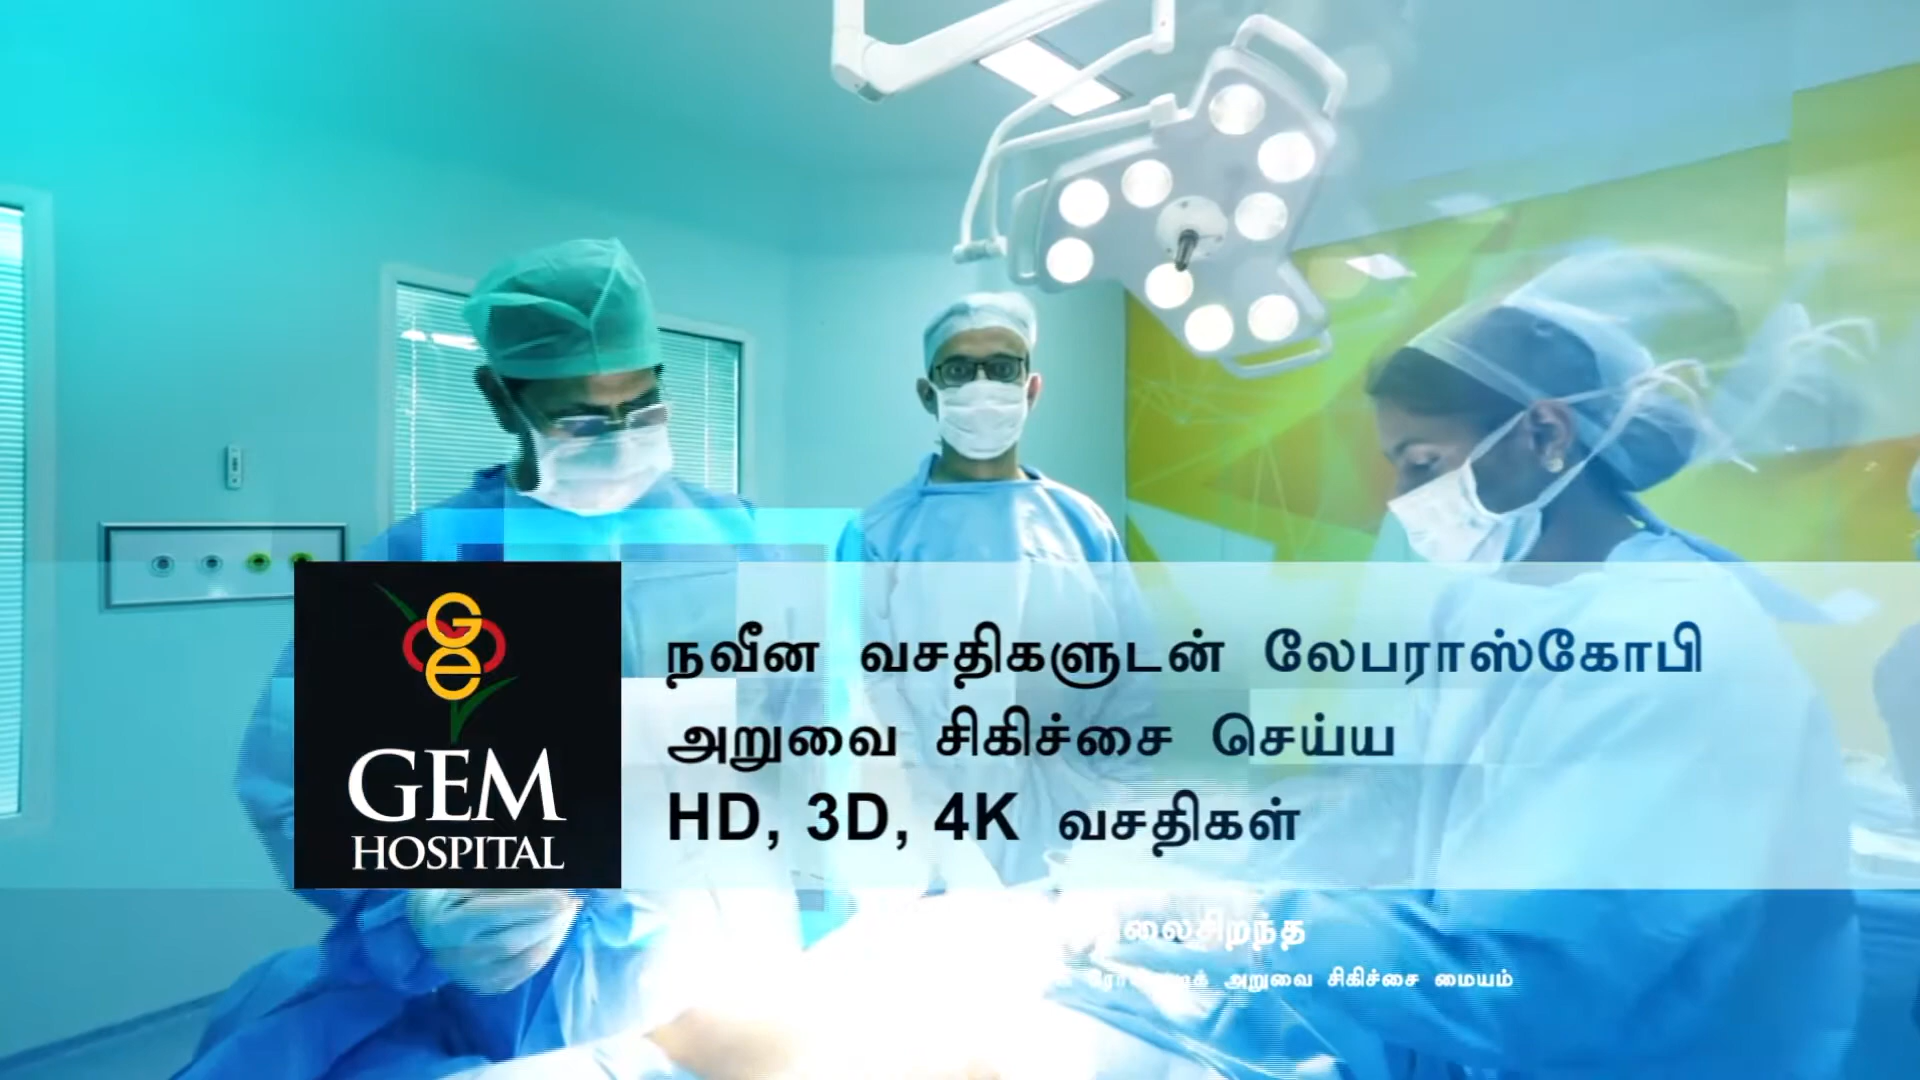 GEM
HOSPITAL
நவீன வசதிகளுடன் லேபராஸ்கோபி
அறுவை சிகிச்சை செய்ய
HD, 3D, 4K வசதிகள்
அறுவை சிகிச்சை மையம்